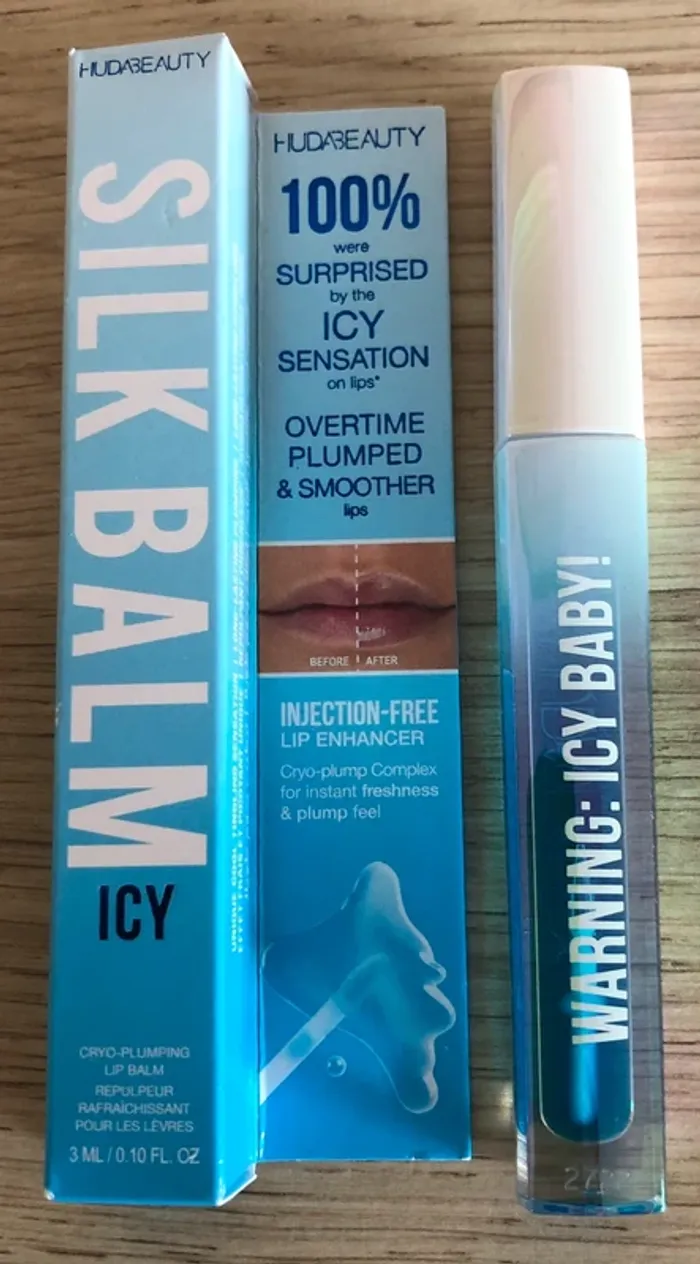 HUDABEAUTY
SILK BALM
ICY
CRYO-PLUMPING
LIP BALM
REPULPEUR
RAFRAÎCHISSANT
POUR LES LÈVRES
3 ML / 0.10 FL. OZ
HUDABEAUTY
100%
were
SURPRISED
by the
ICY
SENSATION
on lips*
OVERTIME
PLUMPED
& SMOOTHER
lips
BEFORE AFTER
INJECTION-FREE
LIP ENHANCER
Cryo-plump Complex
for instant freshness
& plump feel
WARNING: ICY BABY!